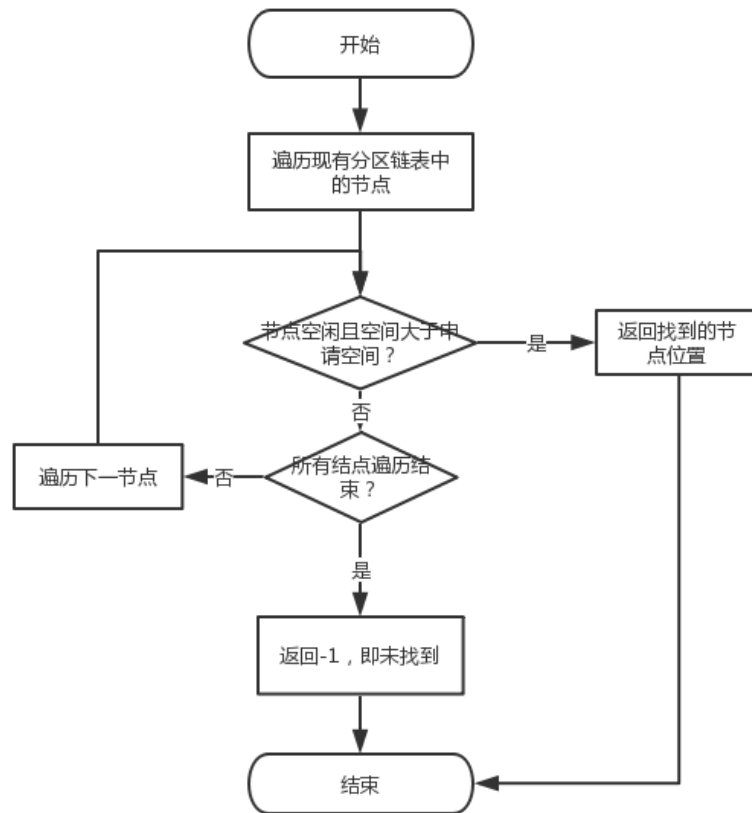 开始
遍历现有分区链表中
的节点
节点空闲且空间大于申
请空间？
是
返回找到的节
点位置
否
所有结点遍历结
束？
否
遍历下一节点
是
返回-1，即未找到
结束